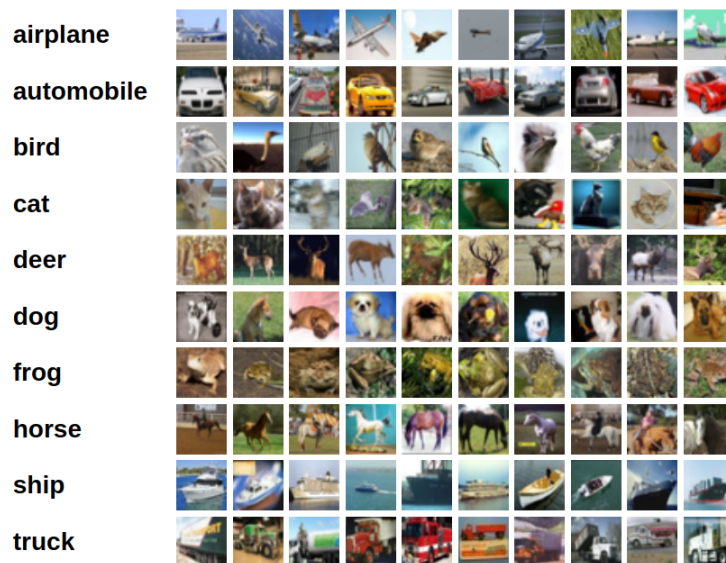 airplane
automobile
bird
cat
deer
dog
frog
horse
ship
truck